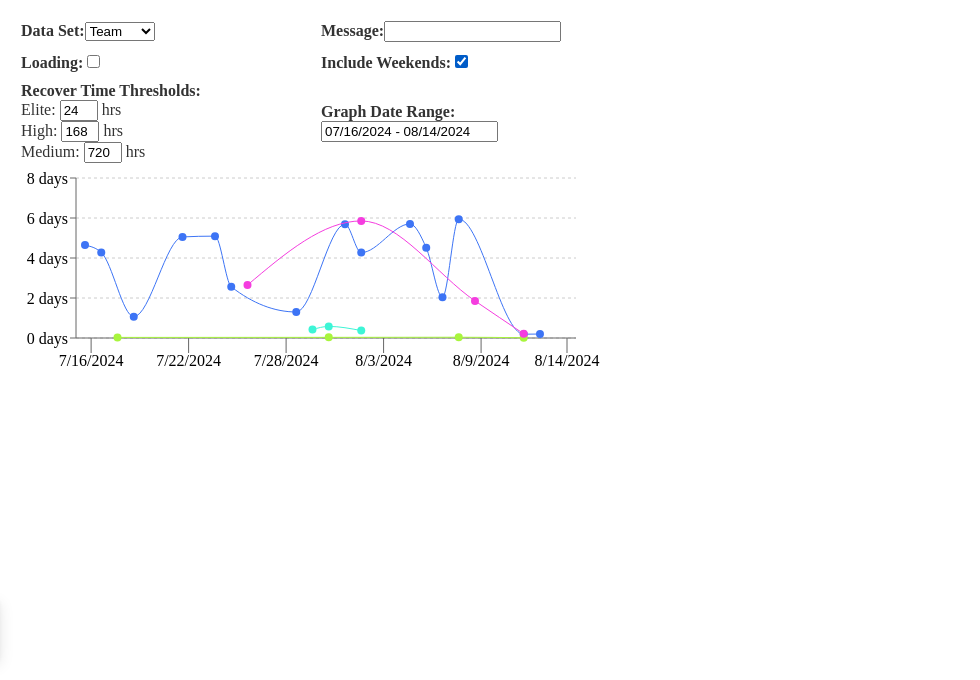 Data Set: Team
Message:
Loading:
Include Weekends:
Recover Time Thresholds:
Elite: 24 hrs
High: 168 hrs
Medium: 720 hrs
Graph Date Range:
07/16/2024 - 08/14/2024
8 days
6 days
4 days
2 days
0 days
7/16/2024 7/22/2024 7/28/2024 8/3/2024 8/9/2024 8/14/2024